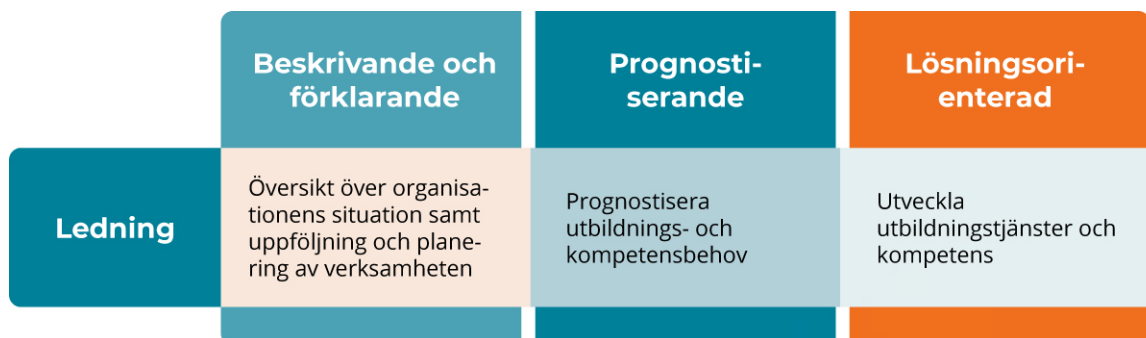 Beskrivande och
förklarande
Prognosti-
serande
Lösningsori-
enterad
Ledning
Översikt över organisa-
tionens situation samt
uppföljning och plane-
ring av verksamheten
Prognostisera
utbildnings- och
kompetensbehov
Utveckla
utbildningstjänster och
kompetens